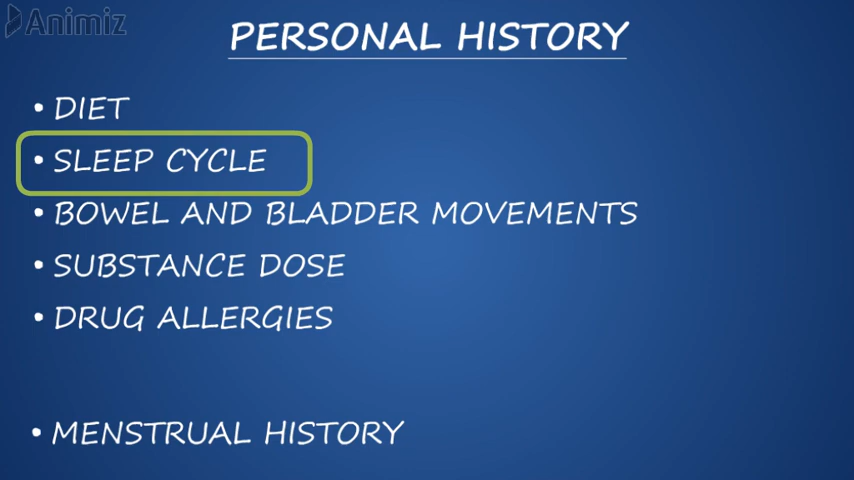 Animiz
PERSONAL HISTORY
• DIET
• SLEEP CYCLE
• BOWEL AND BLADDER MOVEMENTS
• SUBSTANCE DOSE
• DRUG ALLERGIES
• MENSTRUAL HISTORY